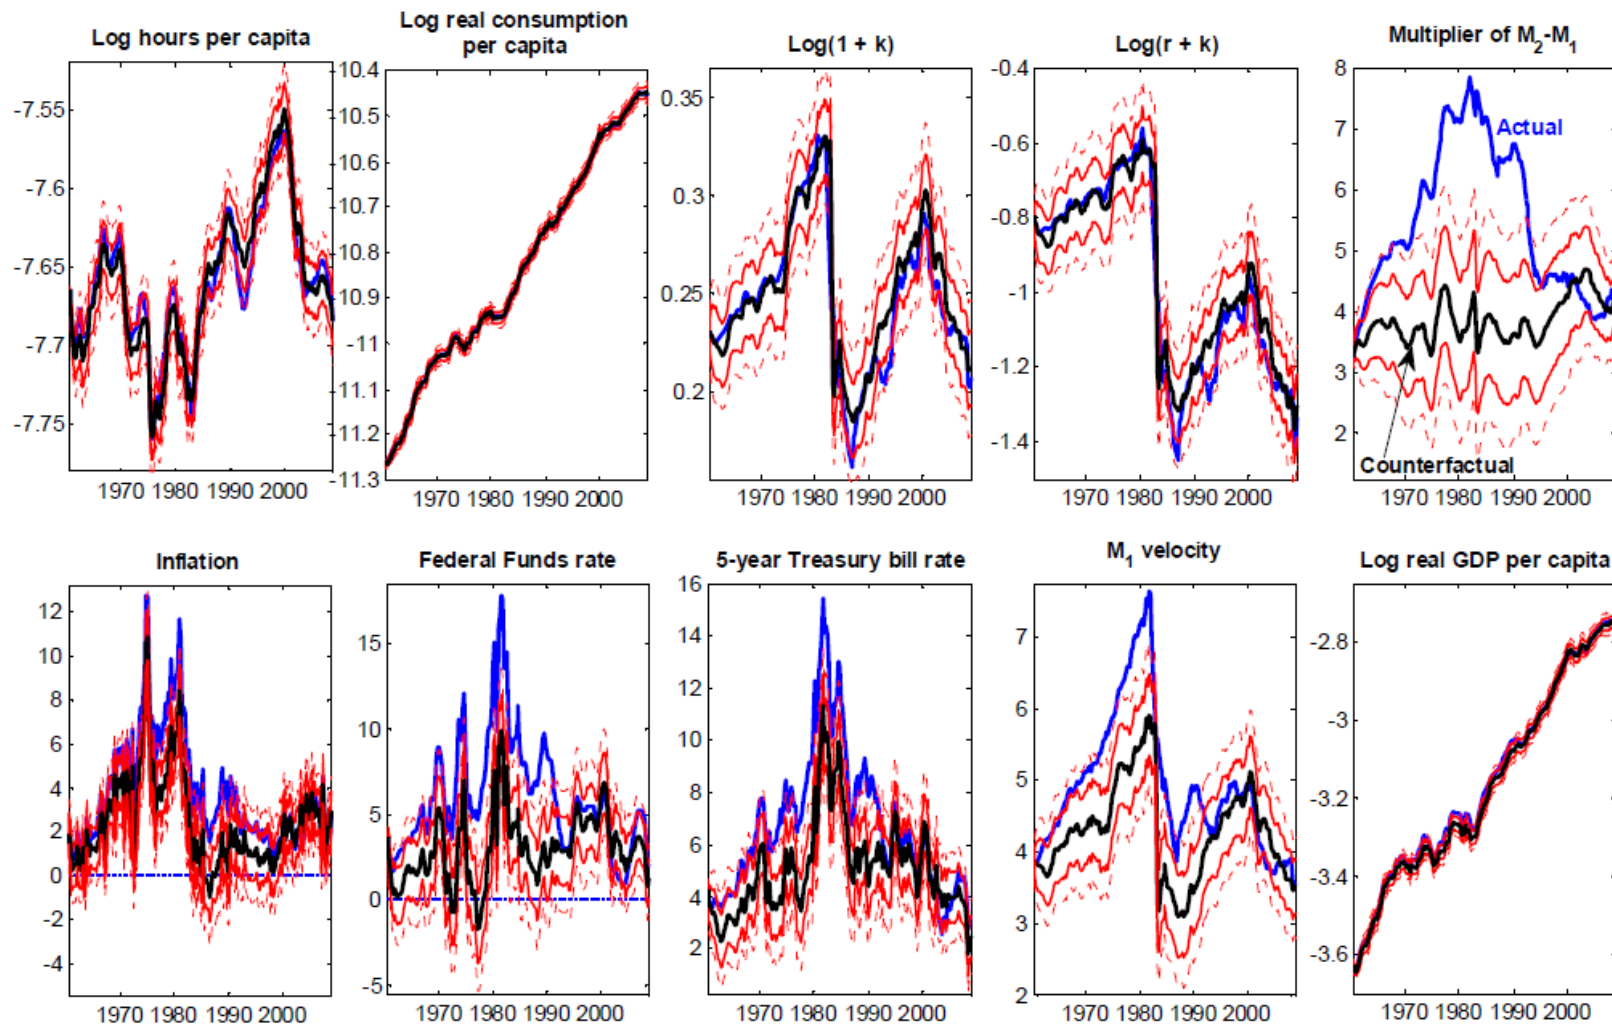 Log hours per capita
-7.55
-7.6
-7.65
-7.7
-7.75
1970 1980 1990 2000
Log real consumption
per capita
10.4
10.5
10.6
10.7
10.8
10.9
-11
11.1
11.2
-11.3
1970 1980 1990 2000
Log(1 + k)
0.35
0.3
0.25
0.2
1970 1980 1990 2000
Log(r + k)
-0.4
-0.6
-0.8
-1
-1.2
-1.4
1970 1980 1990 2000
Multiplier of M2-M1
8
7
6
5
4
3
2
Actual
Counterfactual
1970 1980 1990 2000
Inflation
12
10
8
6
4
2
0
-2
-4
1970 1980 1990 2000
Federal Funds rate
15
10
5
0
-5
1970 1980 1990 2000
5-year Treasury bill rate
16
14
12
10
8
6
4
2
1970 1980 1990 2000
M1 velocity
7
6
5
4
3
2
1970 1980 1990 2000
Log real GDP per capita
-2.8
-3
-3.2
-3.4
-3.6
1970 1980 1990 2000